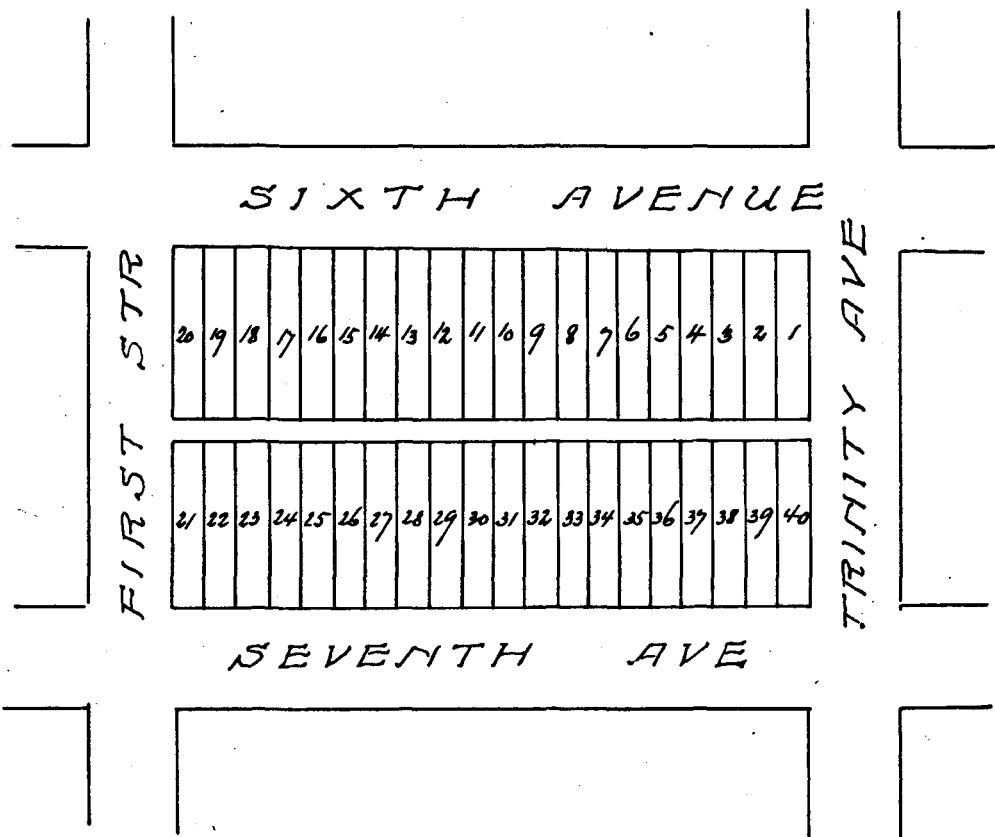 SIXTH AVENUE
FIRST STR
TRINITY AVE
20 19 18 17 16 15 14 13 12 11 10 9 8 7 6 5 4 3 2 1
21 22 23 24 25 26 27 28 29 30 31 32 33 34 35 36 37 38 39 40
SEVENTH AVE